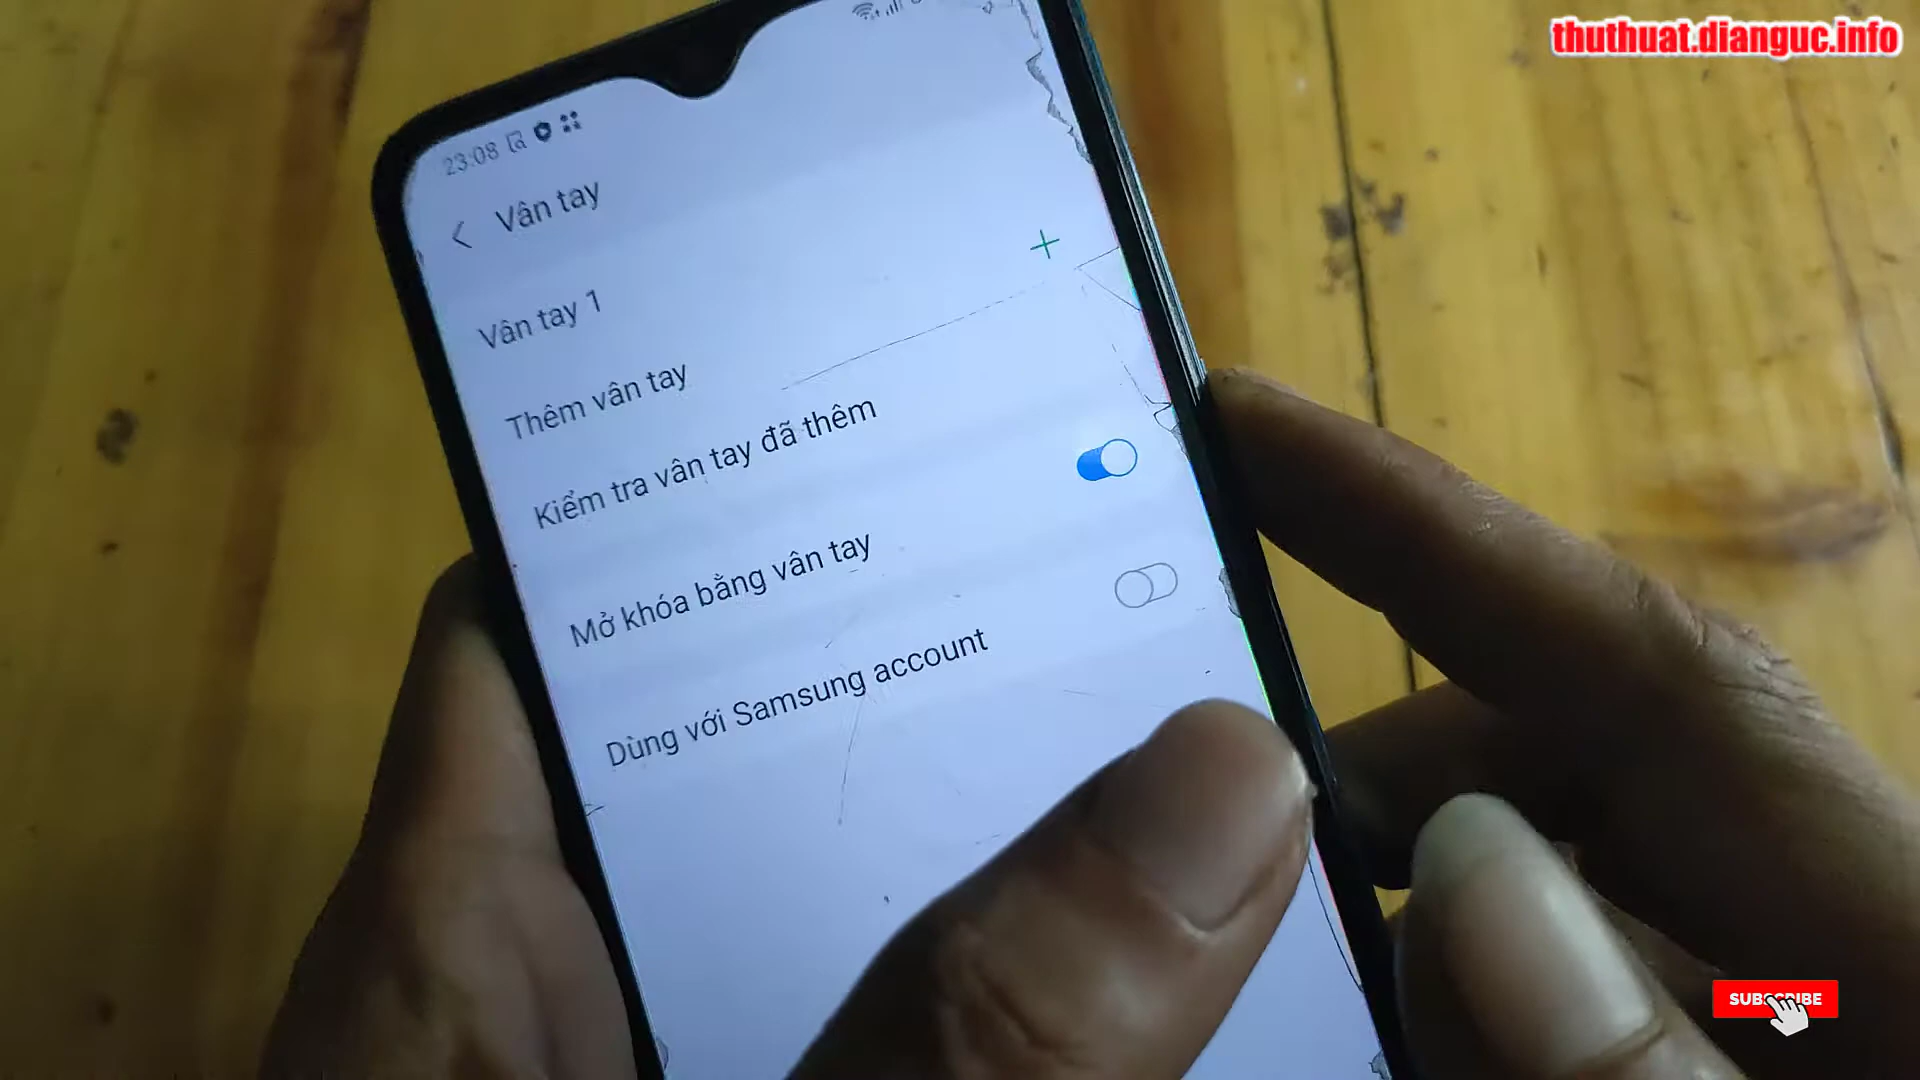 thuthuat.dianguc.info
23:08
Vân tay
Vân tay 1
Thêm vân tay
Kiểm tra vân tay đã thêm
Mở khóa bằng vân tay
Dùng với Samsung account
SUBSCRIBE